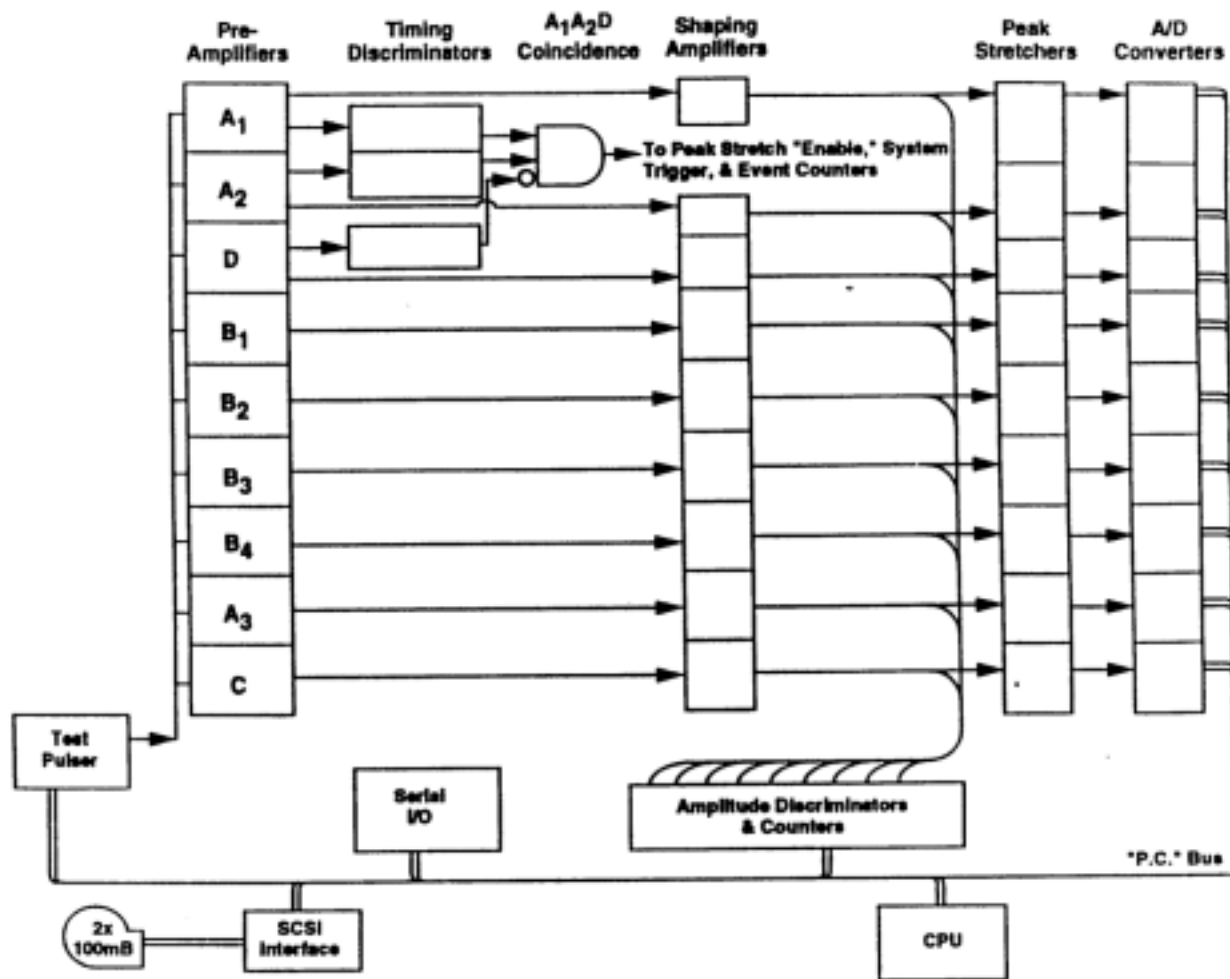 Pre-
Amplifiers
Timing
Discriminators
A₁A₂D
Coincidence
Shaping
Amplifiers
Peak
Stretchers
A/D
Converters
A₁
A₂
D
B₁
B₂
B₃
B₄
A₃
C
To Peak Stretch "Enable," System
Trigger, & Event Counters
Test
Pulser
Serial
I/O
Amplitude Discriminators
& Counters
"P.C." Bus
2x
100mB
SCSI
Interface
CPU